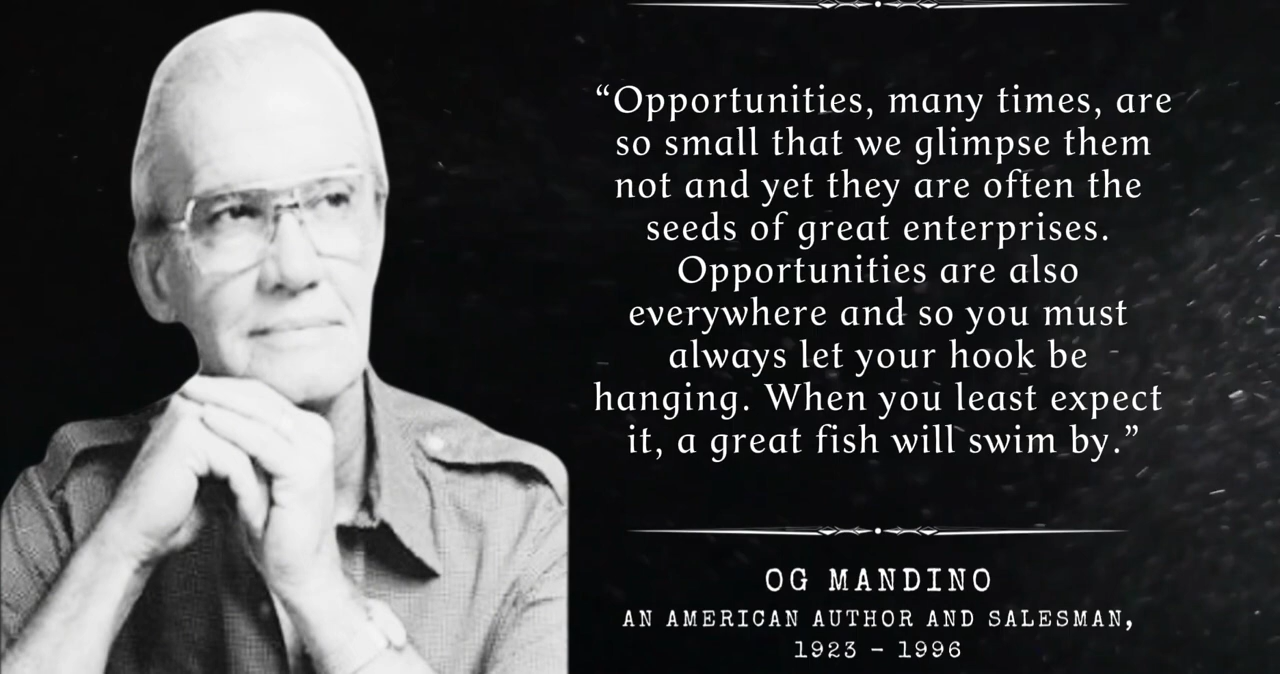 “Opportunities, many times, are
so small that we glimpse them
not and yet they are often the
seeds of great enterprises.
Opportunities are also
everywhere and so you must
always let your hook be
hanging. When you least expect
it, a great fish will swim by.”
OG MANDINO
AN AMERICAN AUTHOR AND SALESMAN,
1923 – 1996